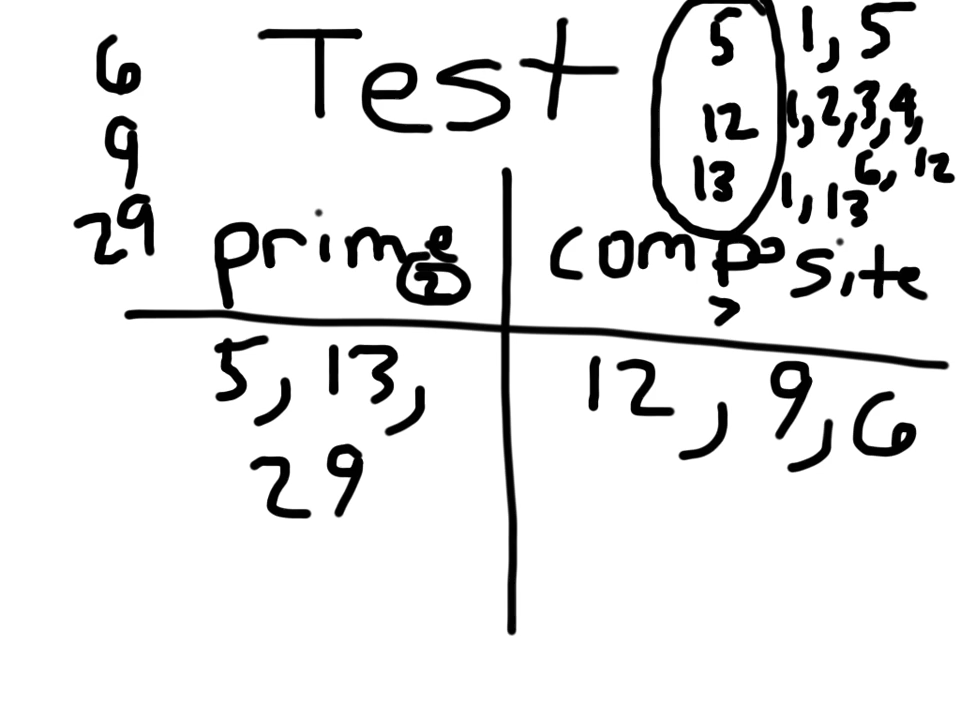 6
9
29
Test
5 1, 5
12 1, 2, 3, 4,
6, 12
13 1, 13
prime
2
composite
>
5, 13,
29
12, 9, 6